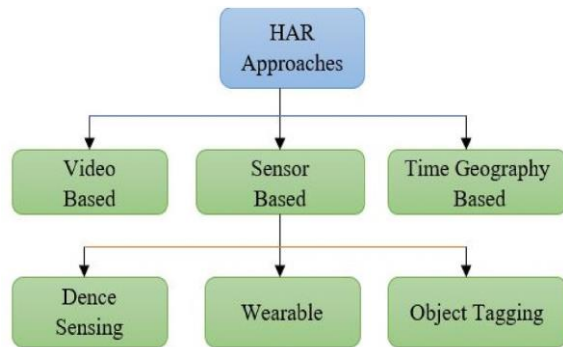 HAR
Approaches
Video
Based
Sensor
Based
Time Geography
Based
Dence
Sensing
Wearable
Object Tagging